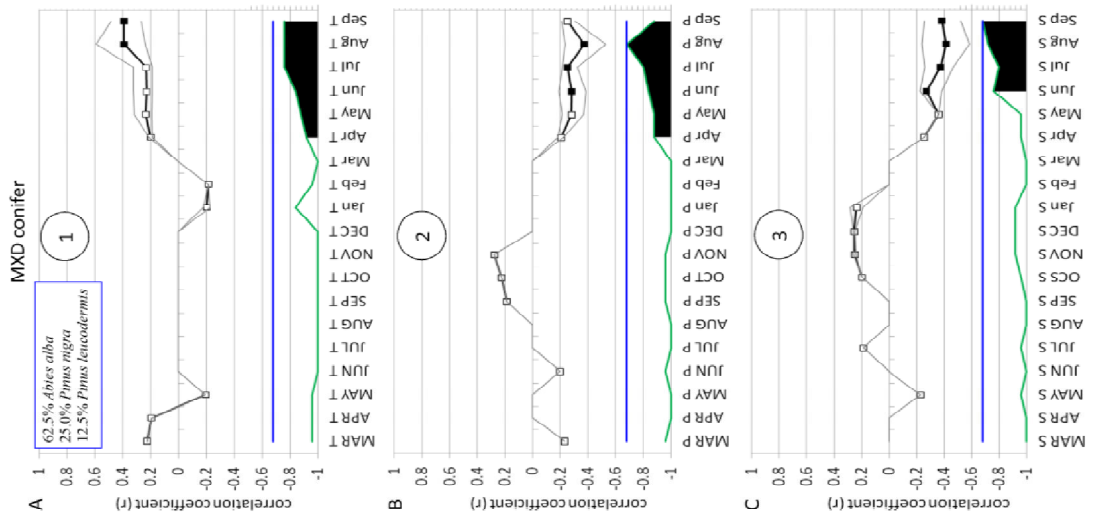 MXD conifer
A
1
62.5% Abies alba
25.0% Pinus nigra
12.5% Pinus leucodermis
correlation coefficient (r)
1
0.8
0.6
0.4
0.2
0
-0.2
-0.4
-0.6
-0.8
-1
MAR T
APR T
MAY T
JUN T
JUL T
AUG T
SEP T
OCT T
NOV T
DEC T
Jan T
Feb T
Mar T
Apr T
May T
Jun T
Jul T
Aug T
Sep T
B
2
correlation coefficient (r)
1
0.8
0.6
0.4
0.2
0
-0.2
-0.4
-0.6
-0.8
-1
MAR P
APR P
MAY P
JUN P
JUL P
AUG P
SEP P
OCT P
NOV P
DEC P
Jan P
Feb P
Mar P
Apr P
May P
Jun P
Jul P
Aug P
Sep P
C
3
correlation coefficient (r)
1
0.8
0.6
0.4
0.2
0
-0.2
-0.4
-0.6
-0.8
-1
MAR S
APR S
MAY S
JUN S
JUL S
AUG S
SEP S
OCS S
NOV S
DEC S
Jan S
Feb S
Mar S
Apr S
May S
Jun S
Jul S
Aug S
Sep S